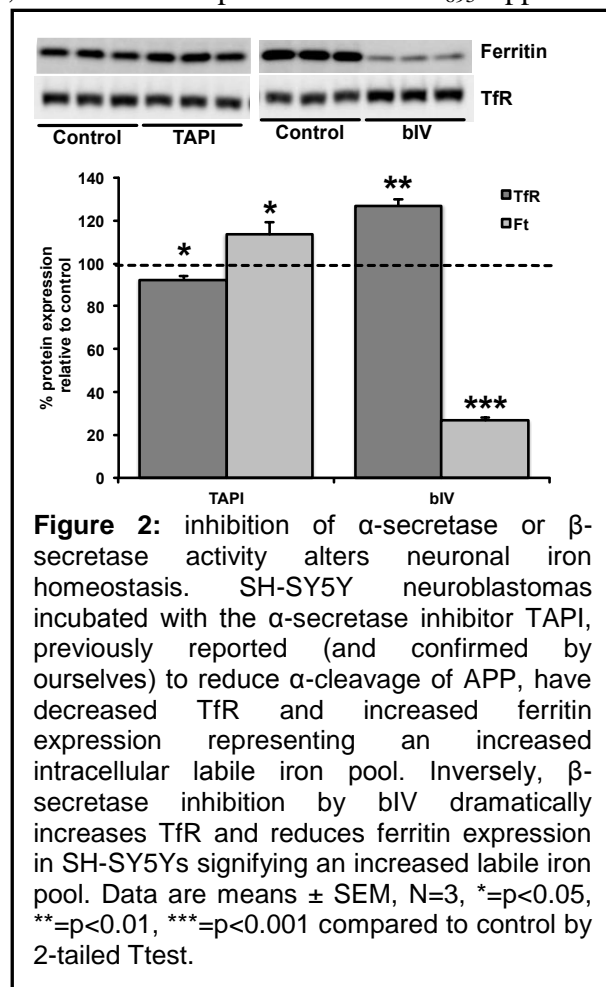 Ferritin
TfR
Control TAPI Control bIV
140
120
100
80
60
40
20
0
% protein expression
relative to control
*
*
**
***
TfR
Ft
TAPI bIV
Figure 2: inhibition of α-secretase or β-
secretase activity alters neuronal iron
homeostasis. SH-SY5Y neuroblastomas
incubated with the α-secretase inhibitor TAPI,
previously reported (and confirmed by
ourselves) to reduce α-cleavage of APP, have
decreased TfR and increased ferritin
expression representing an increased
intracellular labile iron pool. Inversely, β-
secretase inhibition by bIV dramatically
increases TfR and reduces ferritin expression
in SH-SY5Ys signifying an increased labile iron
pool. Data are means ± SEM, N=3, *=p<0.05,
**=p<0.01, ***=p<0.001 compared to control by
2-tailed Ttest.